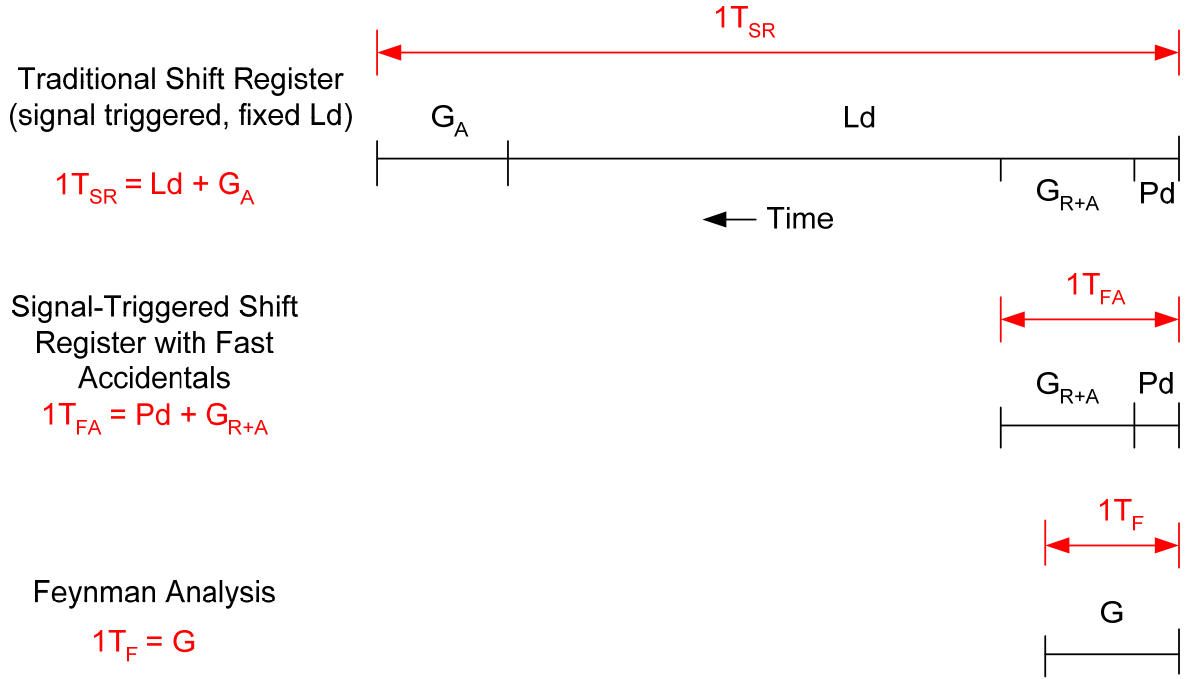 1T_SR
Traditional Shift Register
(signal triggered, fixed Ld)
G_A
Ld
1T_SR = Ld + G_A
G_R+A
Pd
Time
1T_FA
Signal-Triggered Shift
Register with Fast
Accidentals
G_R+A
Pd
1T_FA = Pd + G_R+A
1T_F
Feynman Analysis
G
1T_F = G